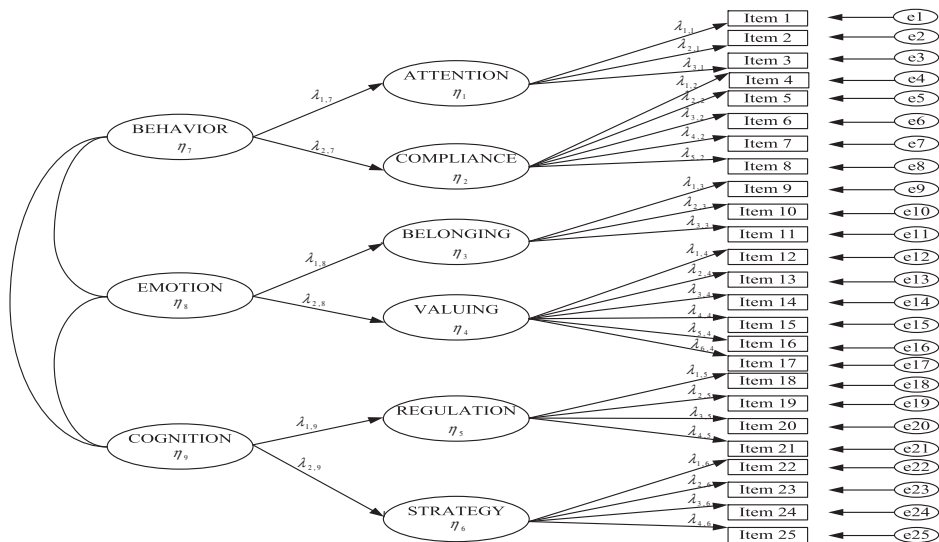 BEHAVIOR
η₇
EMOTION
η₈
COGNITION
η₉
λ₁,₇
λ₂,₇
λ₁,₈
λ₂,₈
λ₁,₉
λ₂,₉
ATTENTION
η₁
COMPLIANCE
η₂
BELONGING
η₃
VALUING
η₄
REGULATION
η₅
STRATEGY
η₆
λ₁,₁
λ₂,₁
λ₃,₁
λ₁,₂
λ₂,₂
λ₃,₂
λ₄,₂
λ₅,₂
λ₁,₃
λ₂,₃
λ₃,₃
λ₁,₄
λ₂,₄
λ₃,₄
λ₄,₄
λ₅,₄
λ₆,₄
λ₁,₅
λ₂,₅
λ₃,₅
λ₄,₅
λ₁,₆
λ₂,₆
λ₃,₆
λ₄,₆
Item 1 e1
Item 2 e2
Item 3 e3
Item 4 e4
Item 5 e5
Item 6 e6
Item 7 e7
Item 8 e8
Item 9 e9
Item 10 e10
Item 11 e11
Item 12 e12
Item 13 e13
Item 14 e14
Item 15 e15
Item 16 e16
Item 17 e17
Item 18 e18
Item 19 e19
Item 20 e20
Item 21 e21
Item 22 e22
Item 23 e23
Item 24 e24
Item 25 e25